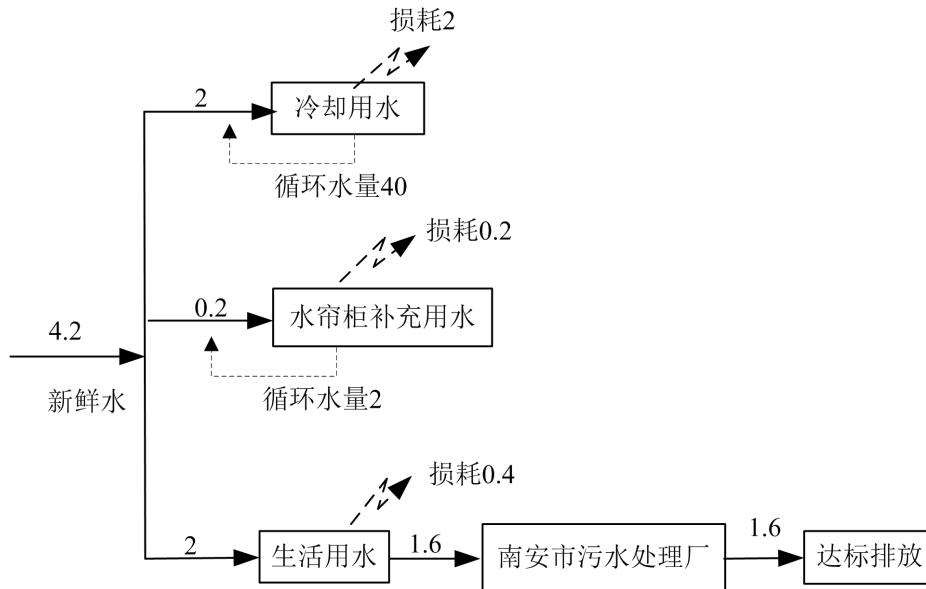 损耗2
2
冷却用水
循环水量40
损耗0.2
0.2
水帘柜补充用水
4.2
新鲜水
循环水量2
损耗0.4
2
生活用水
1.6
南安市污水处理厂
1.6
达标排放